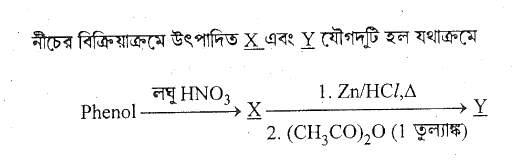 নীচের বিক্রিয়াক্রমে উৎপাদিত X এবং Y যৌগদুটি হল যথাক্রমে
লঘু HNO₃ 1. Zn/HCl,Δ
Phenol → X → Y
2. (CH₃CO)₂O (1 তুল্যাঙ্ক)